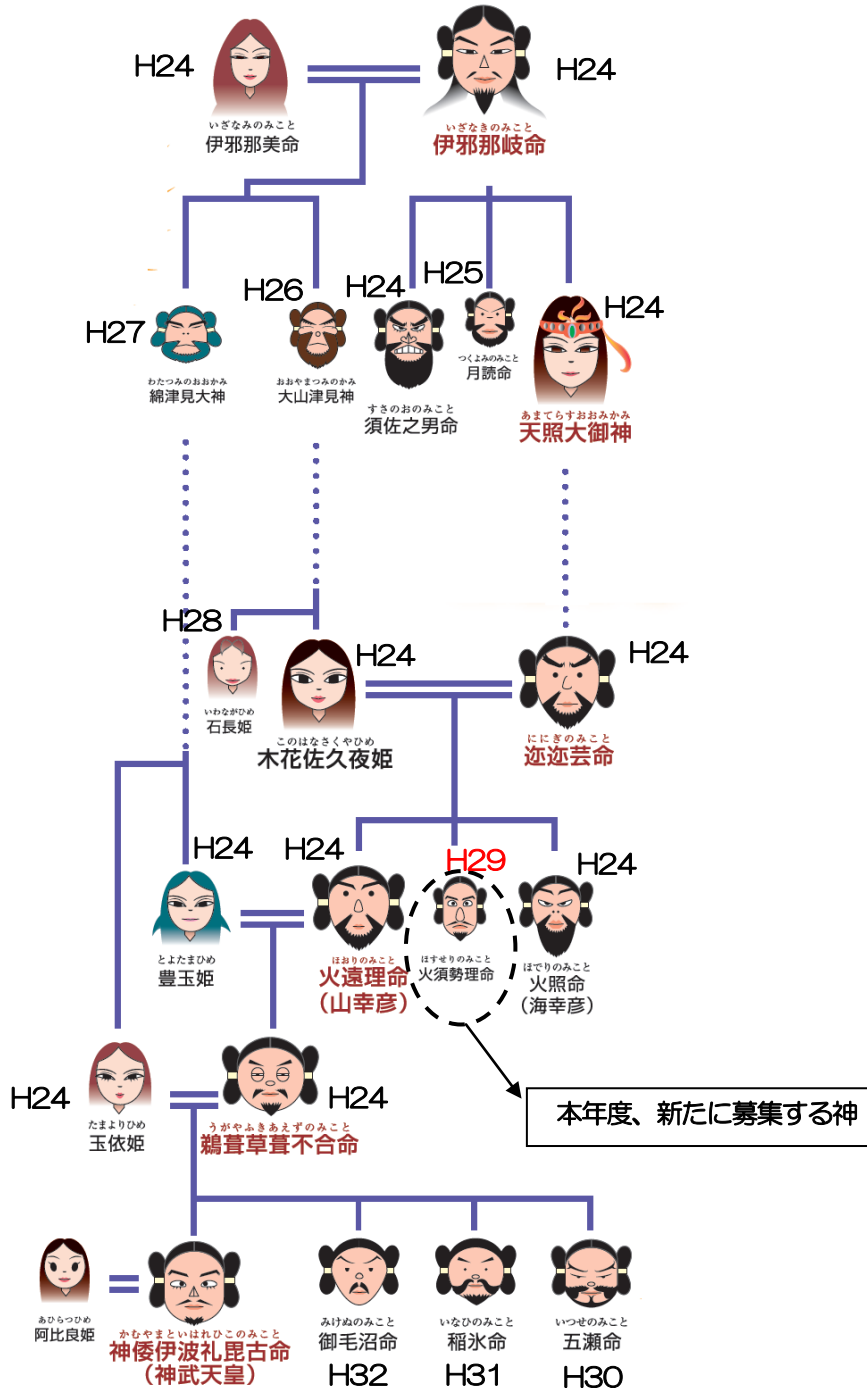 H24
いざなみのみこと
伊邪那美命
H24
いざなきのみこと
伊邪那岐命
H27
わたつみのおおかみ
綿津見大神
H26
おおやまつみのかみ
大山津見神
H24
すさのおのみこと
須佐之男命
H25
つくよみのみこと
月読命
H24
あまてらすおおみかみ
天照大御神
H28
いわながひめ
石長姫
H24
このはなさくやひめ
木花佐久夜姫
H24
ににぎのみこと
迩迩芸命
H24
とよたまひめ
豊玉姫
H24
ほおりのみこと
火遠理命
(山幸彦)
H29
ほすせりのみこと
火須勢理命
H24
ほでりのみこと
火照命
(海幸彦)
本年度、新たに募集する神
H24
たまよりひめ
玉依姫
H24
うがやふきあえずのみこと
鵜葺草葺不合命
あひらつひめ
阿比良姫
かむやまといはれひこのみこと
神倭伊波礼毘古命
(神武天皇)
みけぬのみこと
御毛沼命
H32
いなひのみこと
稲氷命
H31
いつせのみこと
五瀬命
H30